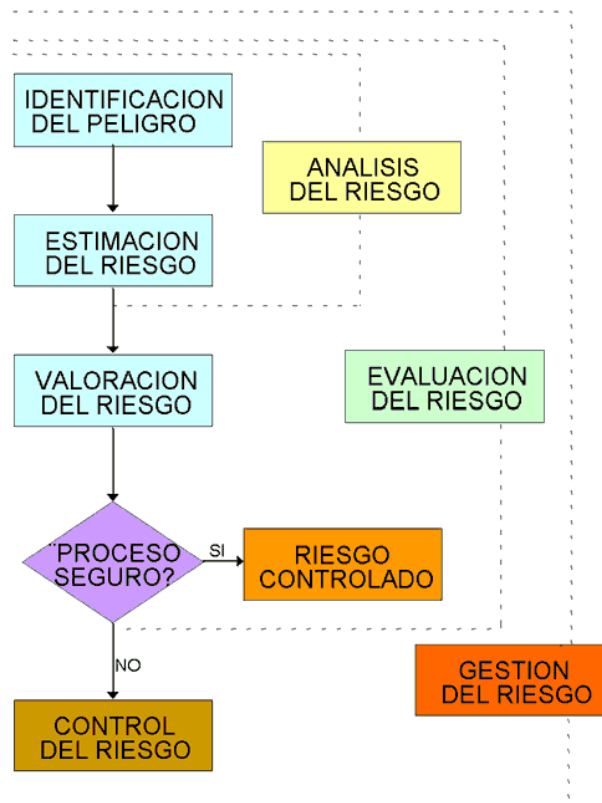 IDENTIFICACION
DEL PELIGRO
ANALISIS
DEL RIESGO
ESTIMACION
DEL RIESGO
VALORACION
DEL RIESGO
EVALUACION
DEL RIESGO
¨PROCESO
SEGURO?
SI
RIESGO
CONTROLADO
NO
GESTION
DEL RIESGO
CONTROL
DEL RIESGO